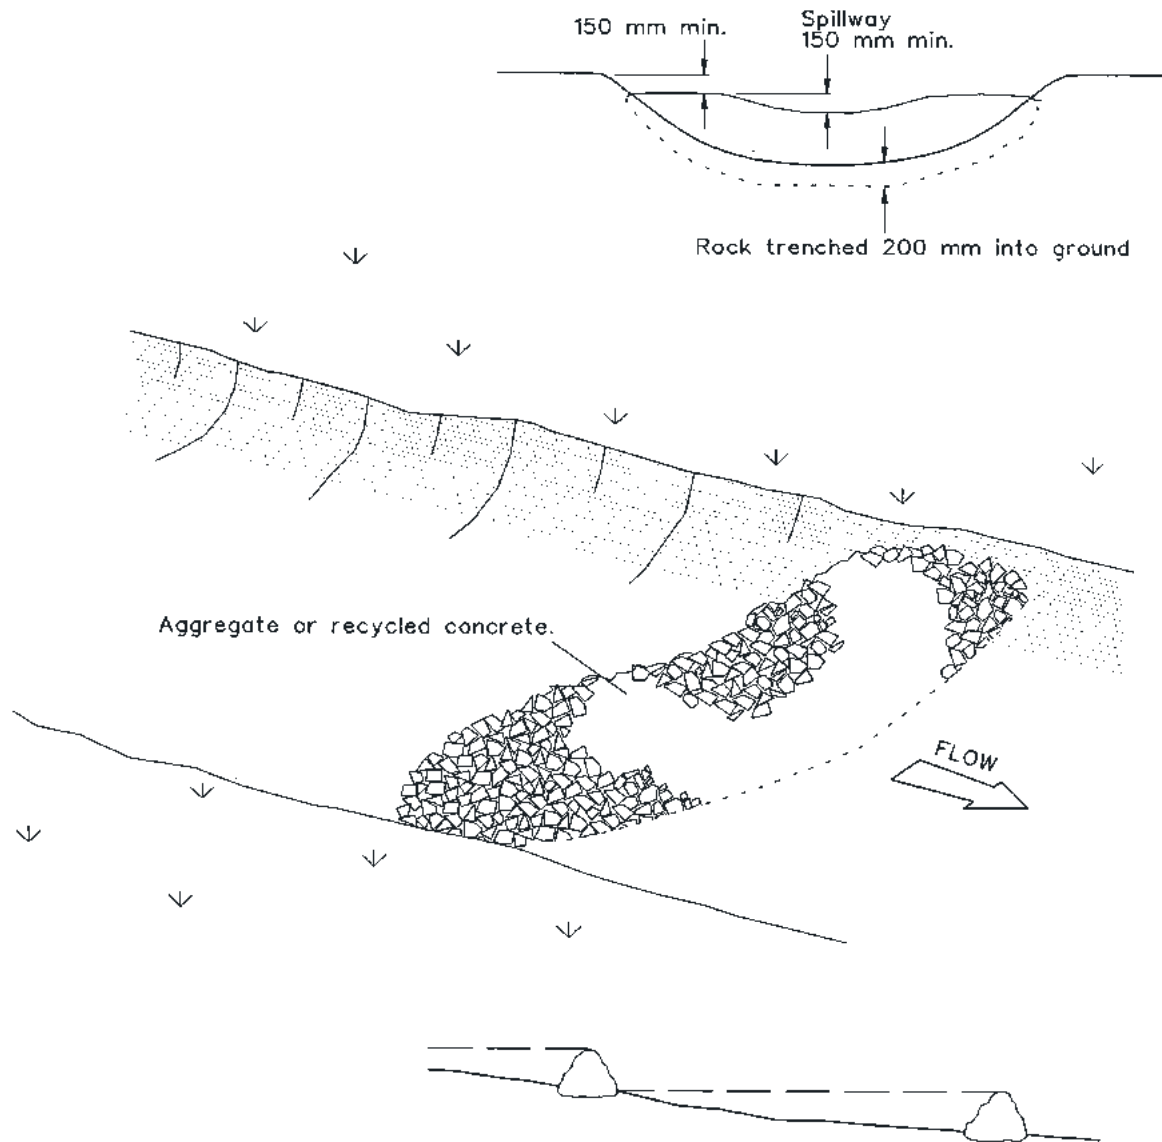 150 mm min.
Spillway
150 mm min.
Rock trenched 200 mm into ground
Aggregate or recycled concrete.
FLOW